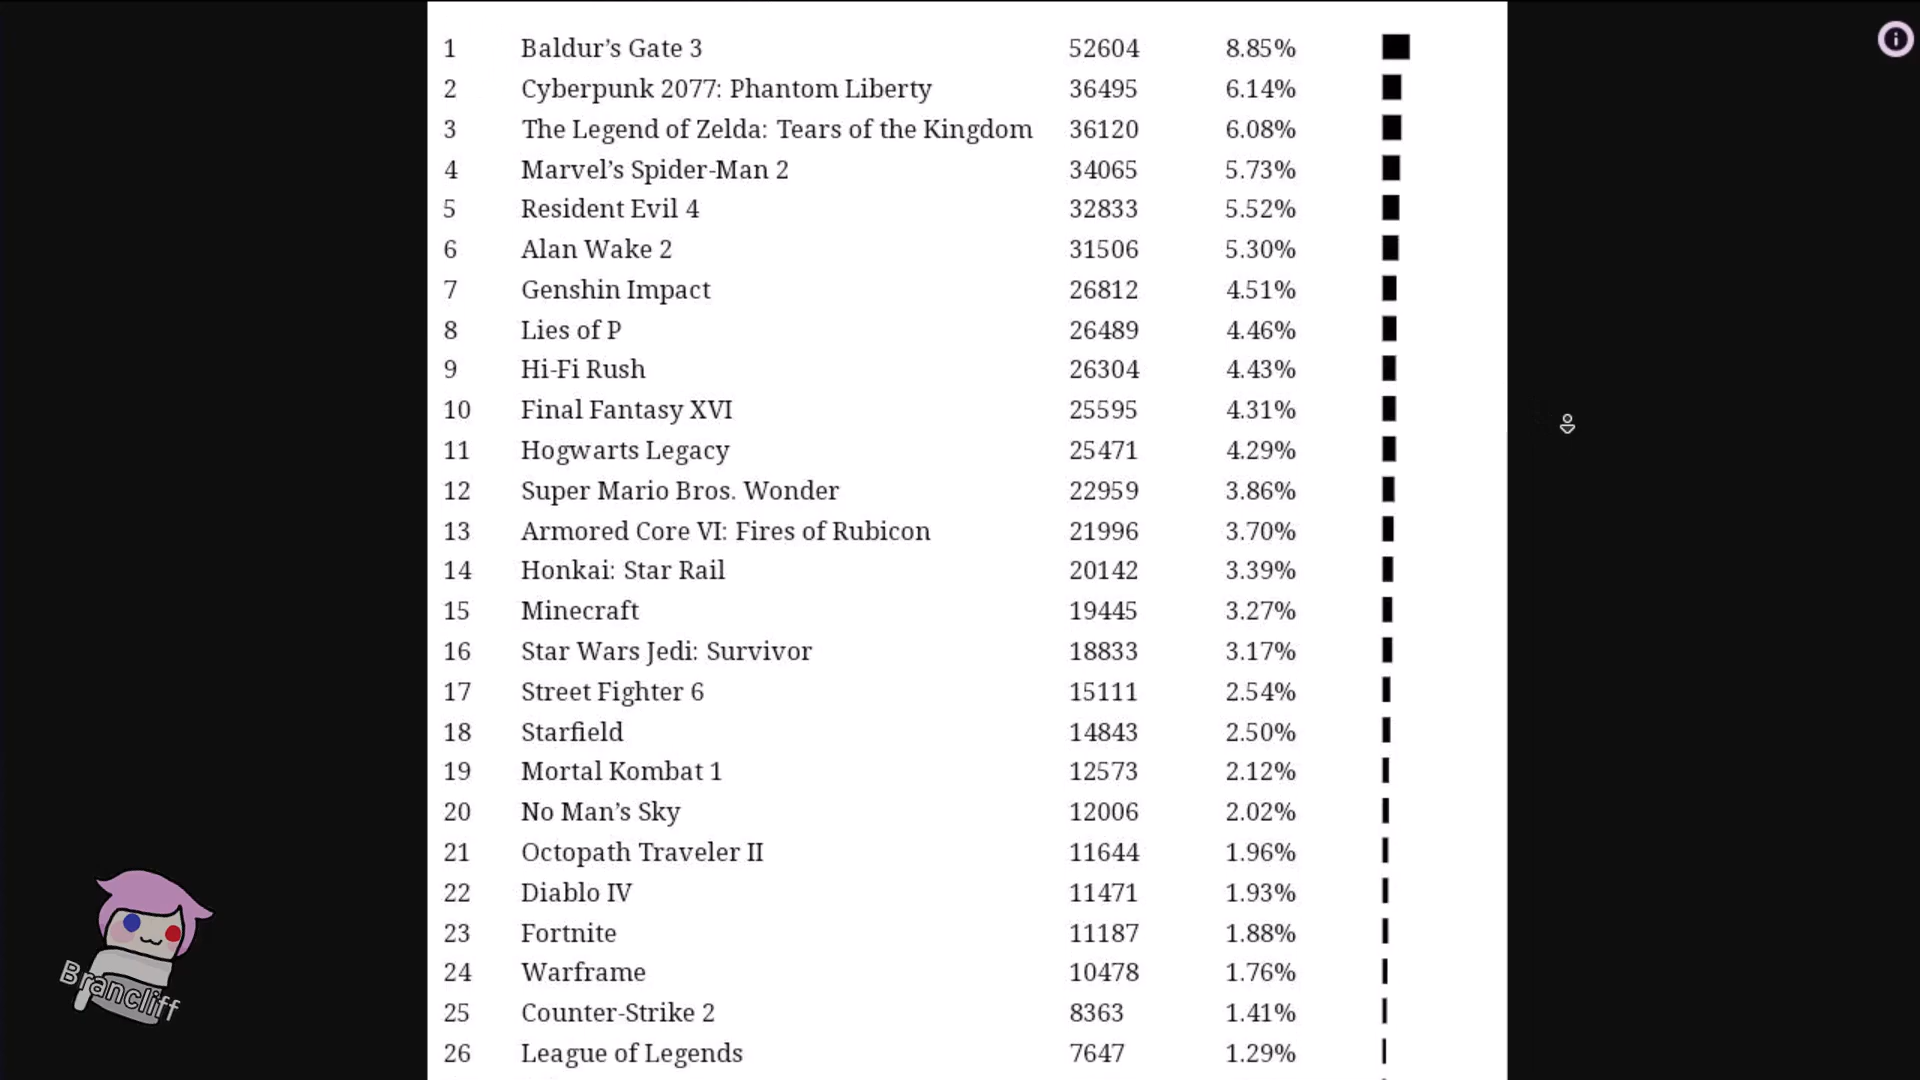 1 Baldur’s Gate 3 52604 8.85%
2 Cyberpunk 2077: Phantom Liberty 36495 6.14%
3 The Legend of Zelda: Tears of the Kingdom 36120 6.08%
4 Marvel’s Spider-Man 2 34065 5.73%
5 Resident Evil 4 32833 5.52%
6 Alan Wake 2 31506 5.30%
7 Genshin Impact 26812 4.51%
8 Lies of P 26489 4.46%
9 Hi-Fi Rush 26304 4.43%
10 Final Fantasy XVI 25595 4.31%
11 Hogwarts Legacy 25471 4.29%
12 Super Mario Bros. Wonder 22959 3.86%
13 Armored Core VI: Fires of Rubicon 21996 3.70%
14 Honkai: Star Rail 20142 3.39%
15 Minecraft 19445 3.27%
16 Star Wars Jedi: Survivor 18833 3.17%
17 Street Fighter 6 15111 2.54%
18 Starfield 14843 2.50%
19 Mortal Kombat 1 12573 2.12%
20 No Man’s Sky 12006 2.02%
21 Octopath Traveler II 11644 1.96%
22 Diablo IV 11471 1.93%
23 Fortnite 11187 1.88%
24 Warframe 10478 1.76%
25 Counter-Strike 2 8363 1.41%
26 League of Legends 7647 1.29%
Brancliff